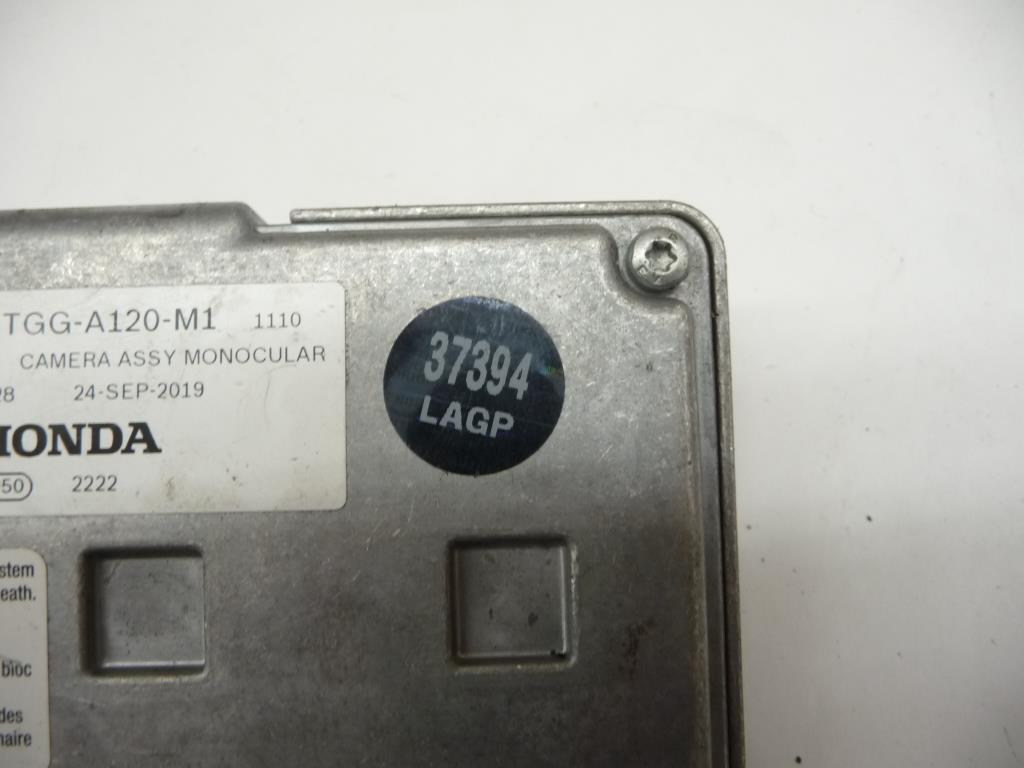 TGG-A120-M1 1110
CAMERA ASSY MONOCULAR
28 24-SEP-2019
HONDA
50 2222
37394
LAGP
stem
eath.
bioc
des
naire